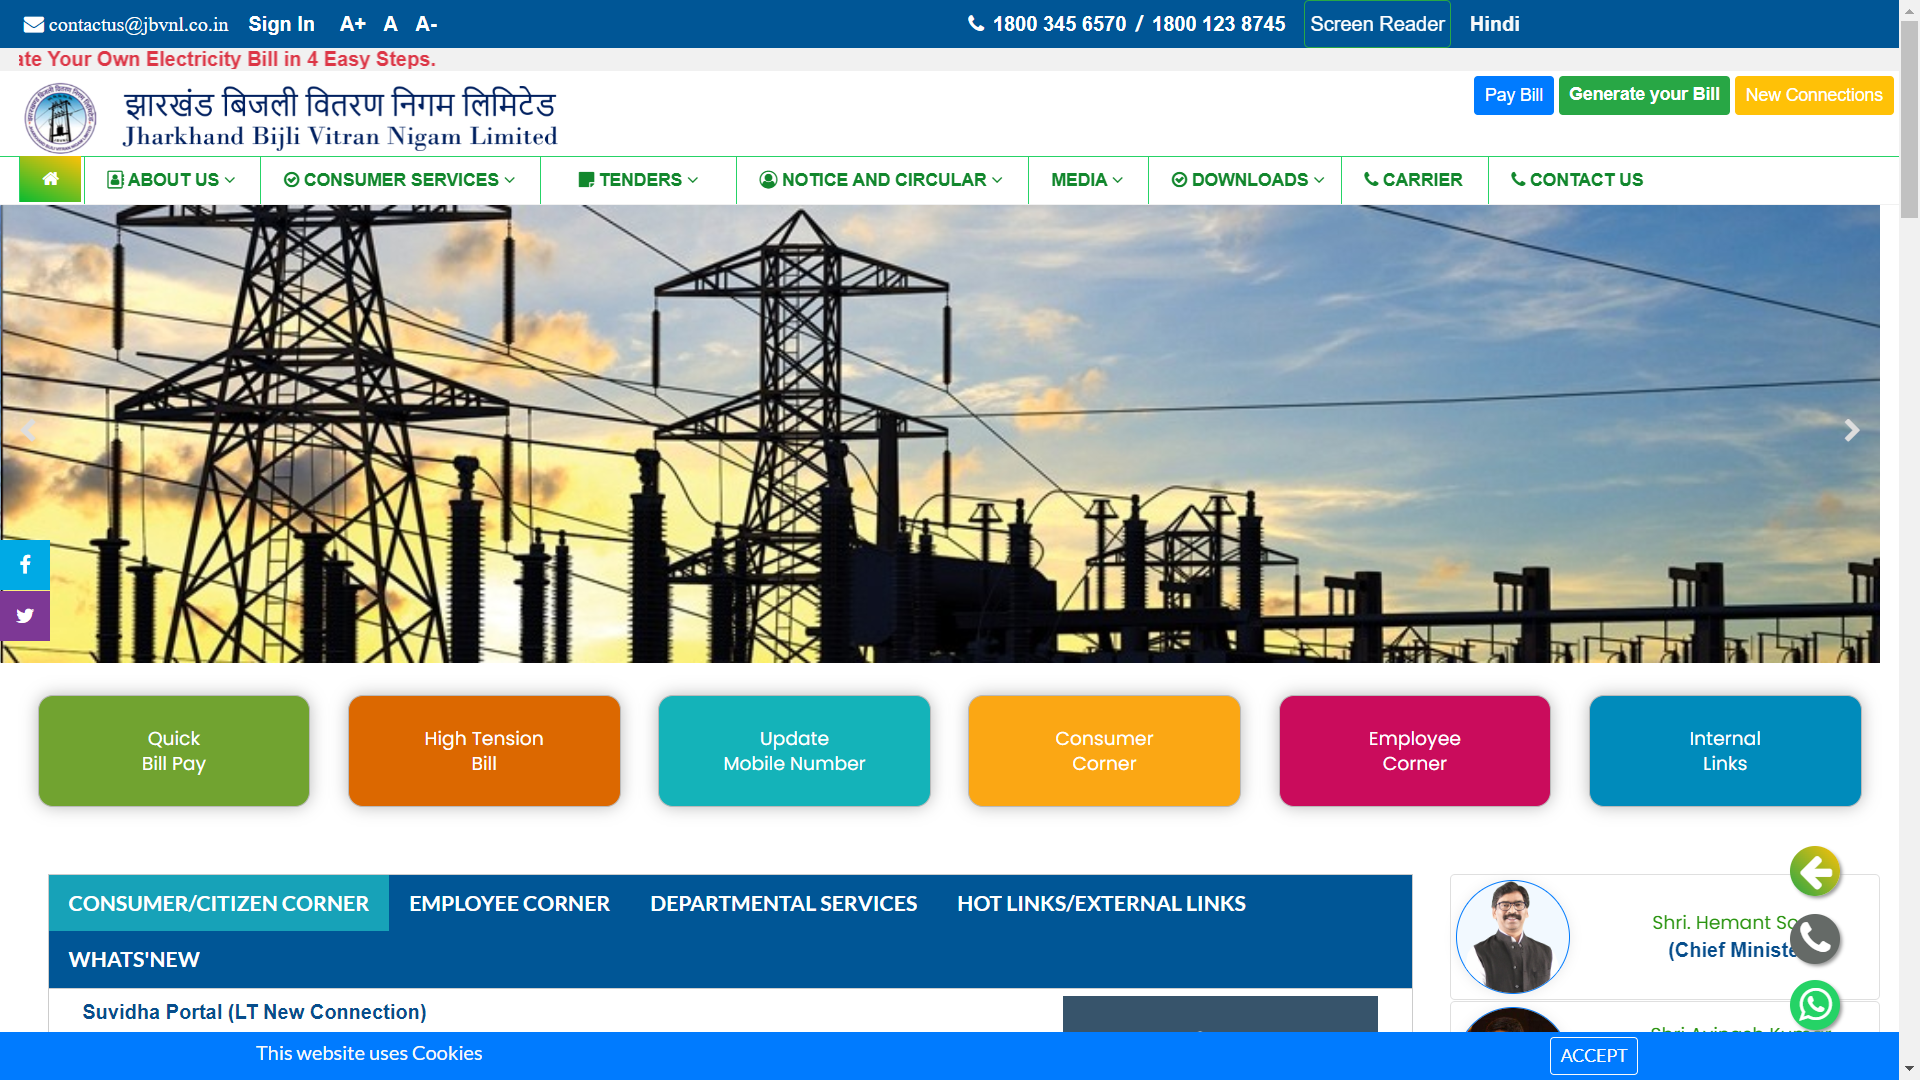 contactus@jbvnl.co.in Sign In A+ A A- 1800 345 6570 / 1800 123 8745 Screen Reader Hindi
ate Your Own Electricity Bill in 4 Easy Steps.
झारखंड बिजली वितरण निगम लिमिटेड
Jharkhand Bijli Vitran Nigam Limited
Pay Bill Generate your Bill New Connections
ABOUT US CONSUMER SERVICES TENDERS NOTICE AND CIRCULAR MEDIA DOWNLOADS CARRIER CONTACT US
Quick
Bill Pay
High Tension
Bill
Update
Mobile Number
Consumer
Corner
Employee
Corner
Internal
Links
CONSUMER/CITIZEN CORNER EMPLOYEE CORNER DEPARTMENTAL SERVICES HOT LINKS/EXTERNAL LINKS
WHATS'NEW
Suvidha Portal (LT New Connection)
Shri. Hemant So
(Chief Ministe
This website uses Cookies ACCEPT